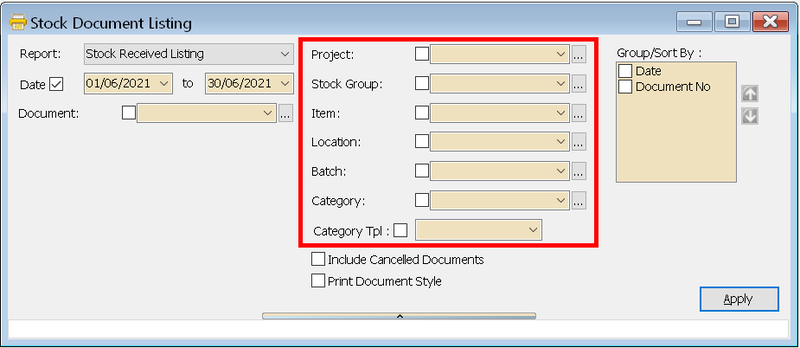 Stock Document Listing
Report: Stock Received Listing
Date 01/06/2021 to 30/06/2021
Document: ...
Project: ...
Stock Group: ...
Item: ...
Location: ...
Batch: ...
Category: ...
Category Tpl :
Include Cancelled Documents
Print Document Style
Group/Sort By :
Date
Document No
Apply